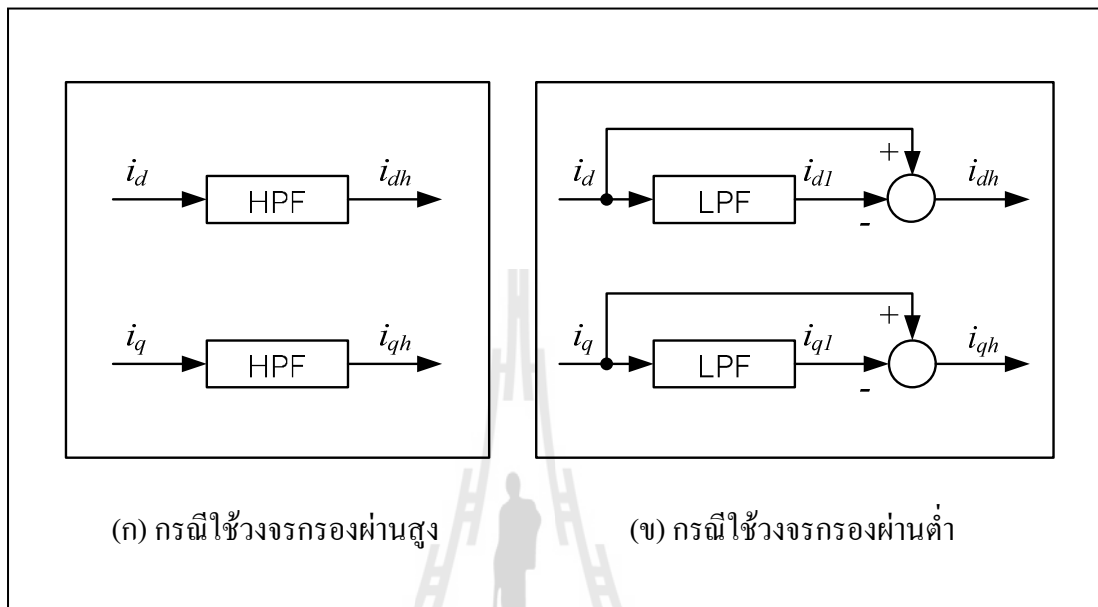 i_d HPF i_dh
i_q HPF i_qh
(ก) กรณีใช้วงจรกรองผ่านสูง
+
i_d LPF i_d1 i_dh
-
+
i_q LPF i_q1 i_qh
-
(ข) กรณีใช้วงจรกรองผ่านต่ำ